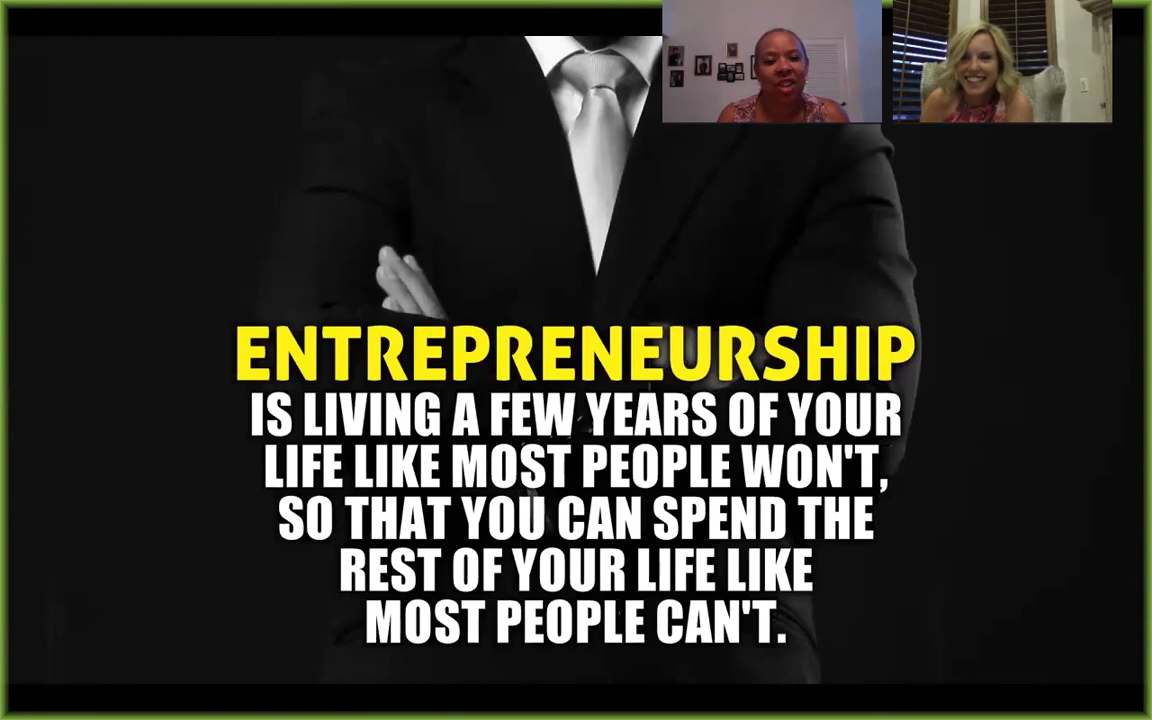 ENTREPRENEURSHIP
IS LIVING A FEW YEARS OF YOUR
LIFE LIKE MOST PEOPLE WON'T,
SO THAT YOU CAN SPEND THE
REST OF YOUR LIFE LIKE
MOST PEOPLE CAN'T.